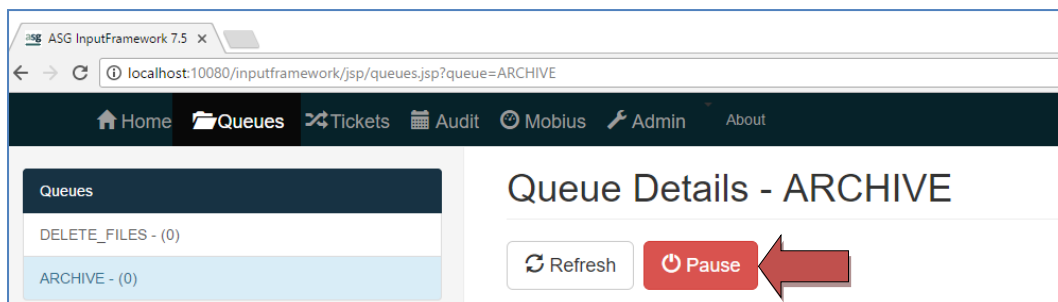 asg ASG InputFramework 7.5
localhost:10080/inputframework/jsp/queues.jsp?queue=ARCHIVE
Home Queues Tickets Audit Mobius Admin About
Queues
DELETE_FILES - (0)
ARCHIVE - (0)
Queue Details - ARCHIVE
Refresh Pause